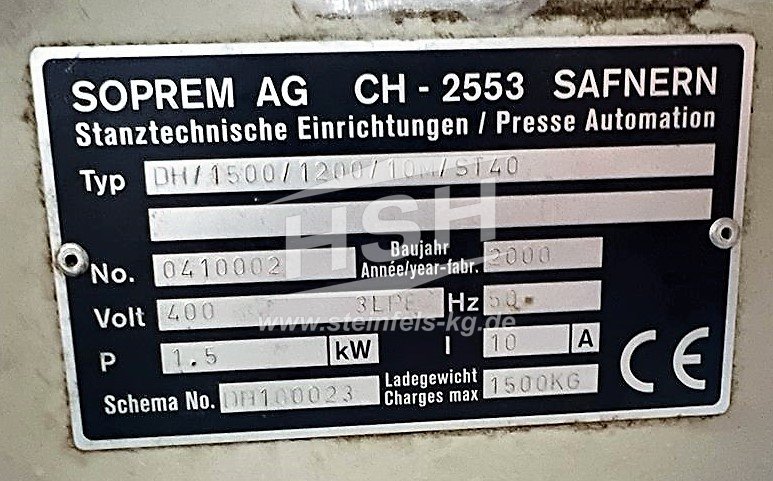 SOPREM AG CH - 2553 SAFNERN
Stanztechnische Einrichtungen / Presse Automation
Typ DH/1500/1200/10M/ST40
HSH
No. 0410002 Baujahr Année/year-fabr. 2000
Volt 400 3LPE Hz 50
www.steinfels-kg.de
P 1.5 kW I 10 A
Schema No. DH100023 Ladegewicht Charges max 1500KG
CE